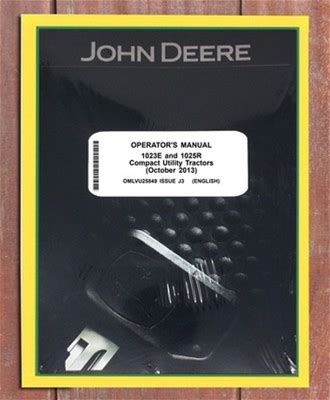 JOHN DEERE
OPERATOR'S MANUAL
1023E and 1025R
Compact Utility Tractors
(October 2013)
OMLVU25849 ISSUE J3 (ENGLISH)